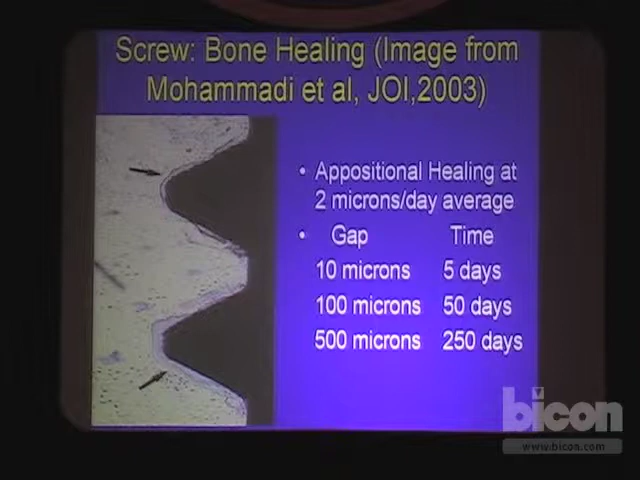 Screw: Bone Healing (Image from
Mohammadi et al, JOI,2003)
• Appositional Healing at
2 microns/day average
• Gap Time
10 microns 5 days
100 microns 50 days
500 microns 250 days
bicon
www.bicon.com